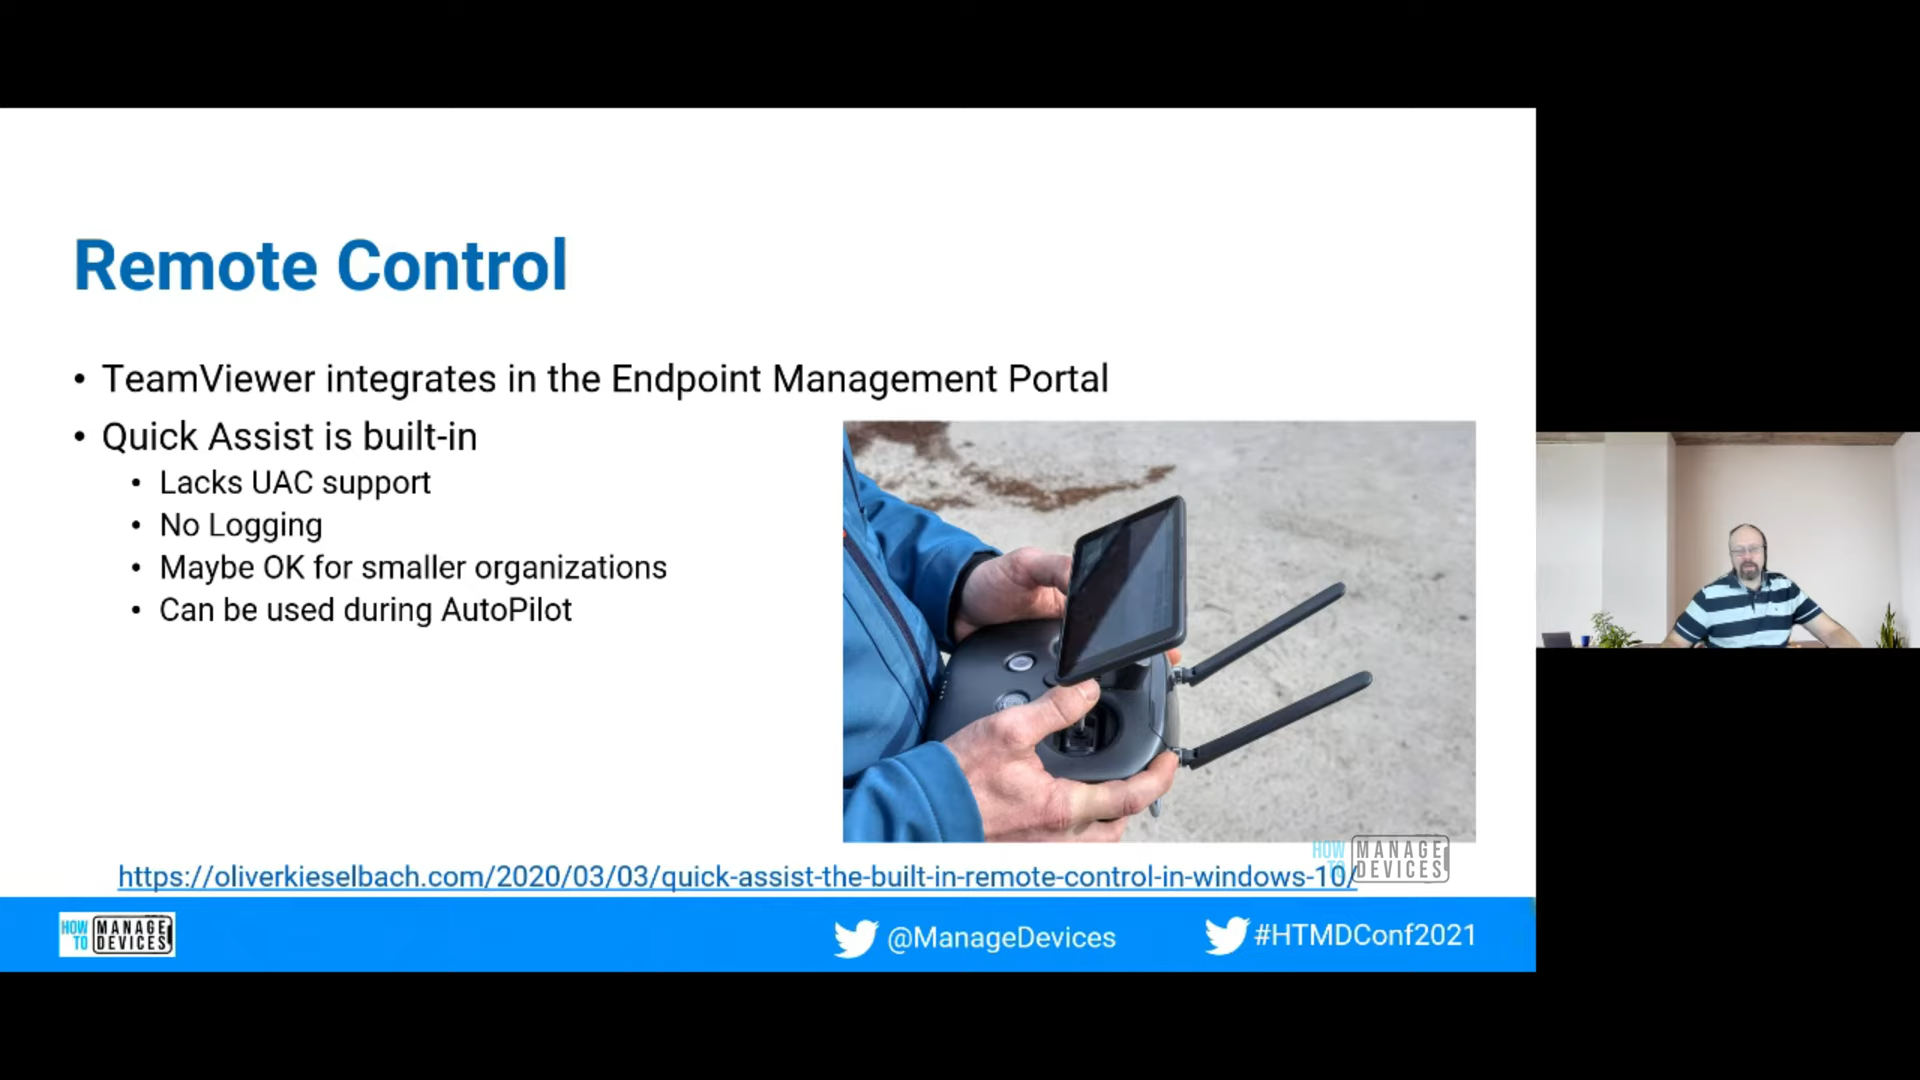 Remote Control
• TeamViewer integrates in the Endpoint Management Portal
• Quick Assist is built-in
• Lacks UAC support
• No Logging
• Maybe OK for smaller organizations
• Can be used during AutoPilot
HOW TO MANAGE DEVICES
https://oliverkieselbach.com/2020/03/03/quick-assist-the-built-in-remote-control-in-windows-10/
HOW TO MANAGE DEVICES
@ManageDevices
#HTMDConf2021